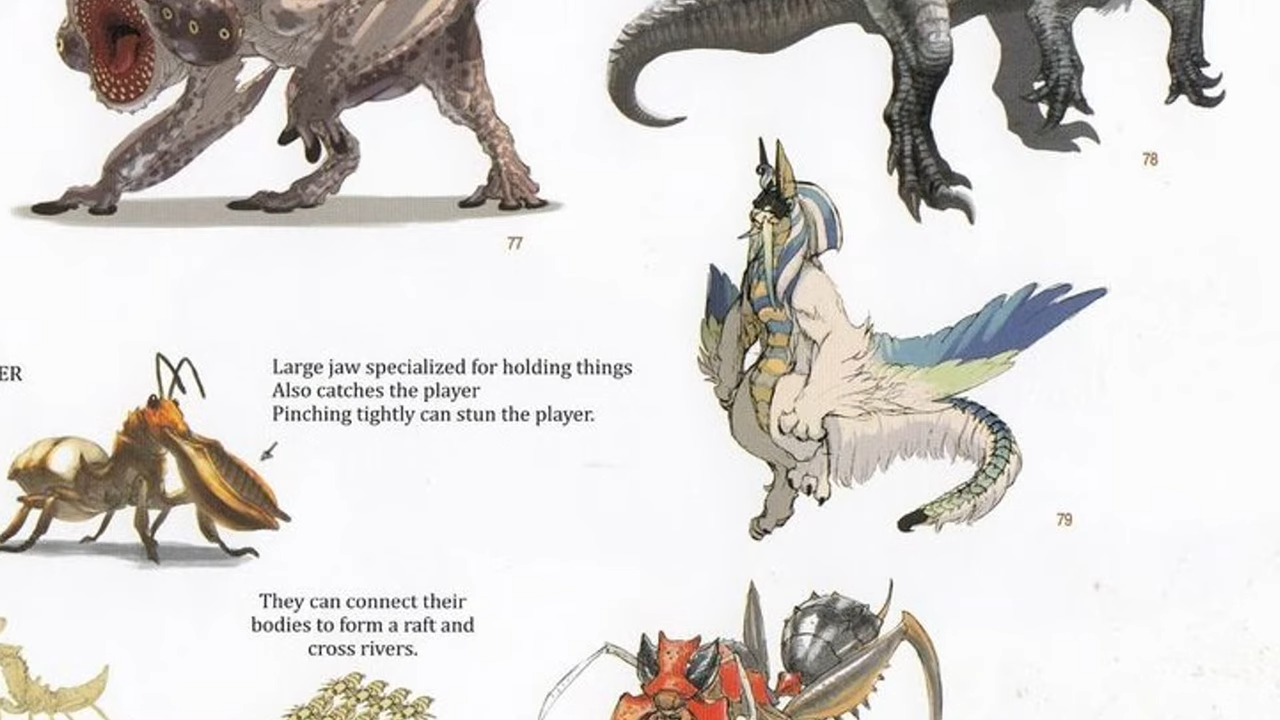 78
77
ER
Large jaw specialized for holding things
Also catches the player
Pinching tightly can stun the player.
79
They can connect their
bodies to form a raft and
cross rivers.